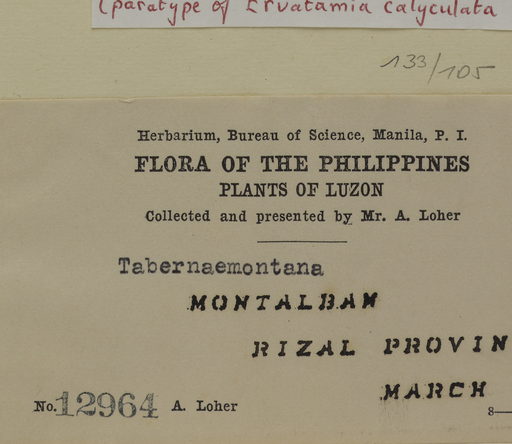 (paratype of Ervatamia calyculata
133/105
Herbarium, Bureau of Science, Manila, P. I.
FLORA OF THE PHILIPPINES
PLANTS OF LUZON
Collected and presented by Mr. A. Loher
Tabernaemontana
MONTALBAN
RIZAL PROVIN
MARCH
No. 12964 A. Loher
8—